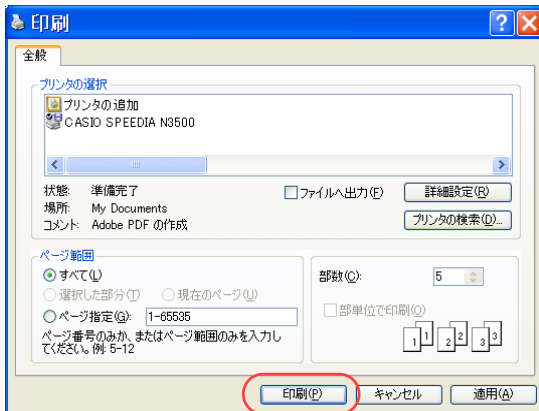 印刷
全般
プリンタの選択
プリンタの追加
CASIO SPEEDIA N3500
状態: 準備完了
場所: My Documents
コメント: Adobe PDF の作成
ファイルへ出力(F)
詳細設定(R)
プリンタの検索(D)...
ページ範囲
すべて(L)
選択した部分(T) 現在のページ(U)
ページ指定(G): 1-65535
ページ番号のみか、またはページ範囲のみを入力し
てください。例: 5-12
部数(C): 5
部単位で印刷(O)
1 1 2 2 3 3
印刷(P) キャンセル 適用(A)